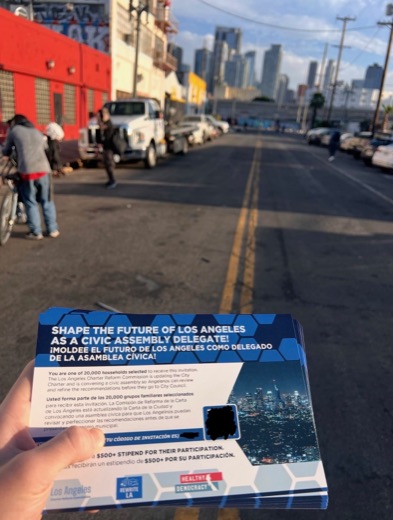 SHAPE THE FUTURE OF LOS ANGELES
AS A CIVIC ASSEMBLY DELEGATE!
¡MOLDEE EL FUTURO DE LOS ANGELES COMO DELEGADO
DE LA ASAMBLEA CÍVICA!
You are one of 20,000 households selected to receive this invitation.
The Los Angeles Charter Reform Commission is updating the City
Charter and is convening a civic assembly so Angelenos can review
and refine the recommendations before they go to City Council.
Usted forma parte de los 20,000 grupos familiares seleccionados
para recibir esta invitación. La Comisión de Reforma de la Carta
de Los Angeles está actualizando la Carta de la Ciudad y
convocando una asamblea cívica para que los Angelinos puedan
revisar y perfeccionar las recomendaciones antes de que se
TU CÓDIGO DE INVITACIÓN ES:
$500+ STIPEND FOR THEIR PARTICIPATION.
recibirán un estipendio de $500+ POR SU PARTICIPACIÓN.
Los Angeles
REWRITE
LA
HEALTHY
DEMOCRACY